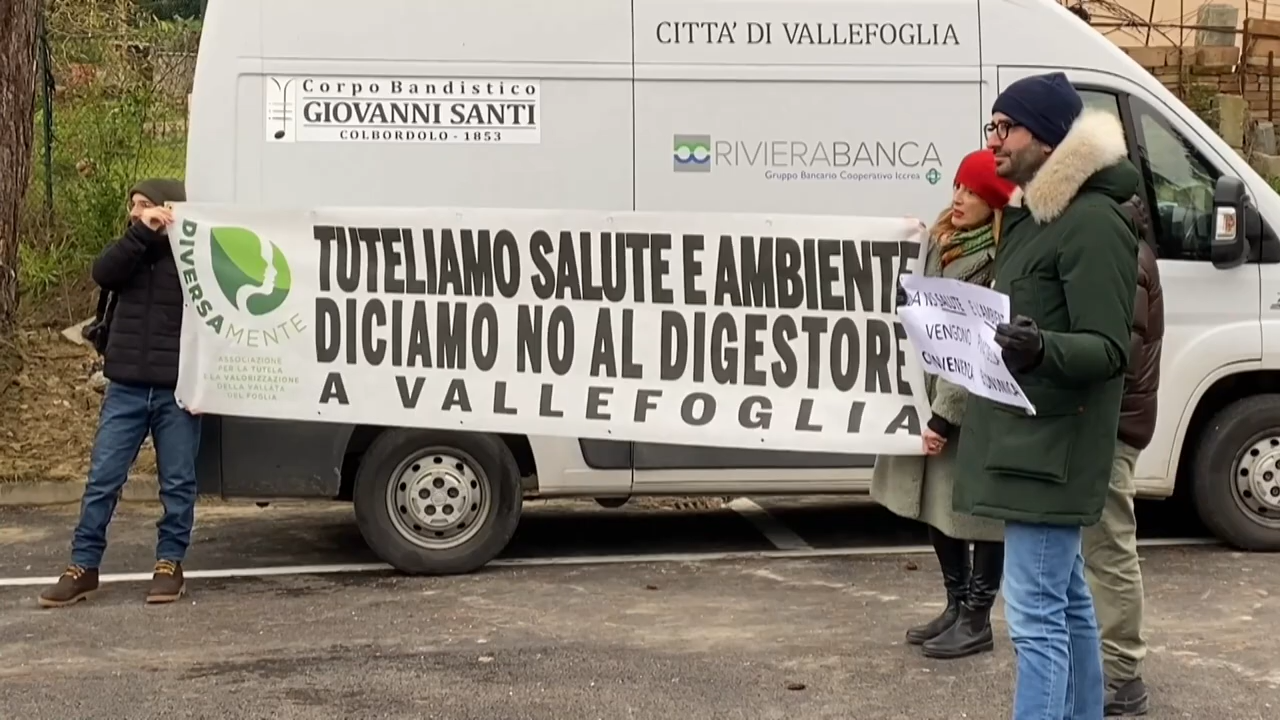 CITTA' DI VALLEFOGLIA
Corpo Bandistico
GIOVANNI SANTI
COLBORDOLO - 1853
RIVIERABANCA
Gruppo Bancario Cooperativo Iccrea
DIVERSAMENTE
ASSOCIAZIONE
PER LA TUTELA
E LA VALORIZZAZIONE
DELLA VALLATA
DEL FOGLIA
TUTELIAMO SALUTE E AMBIENTE
DICIAMO NO AL DIGESTORE
A VALLEFOGLIA
SALUTE E
VENGONO